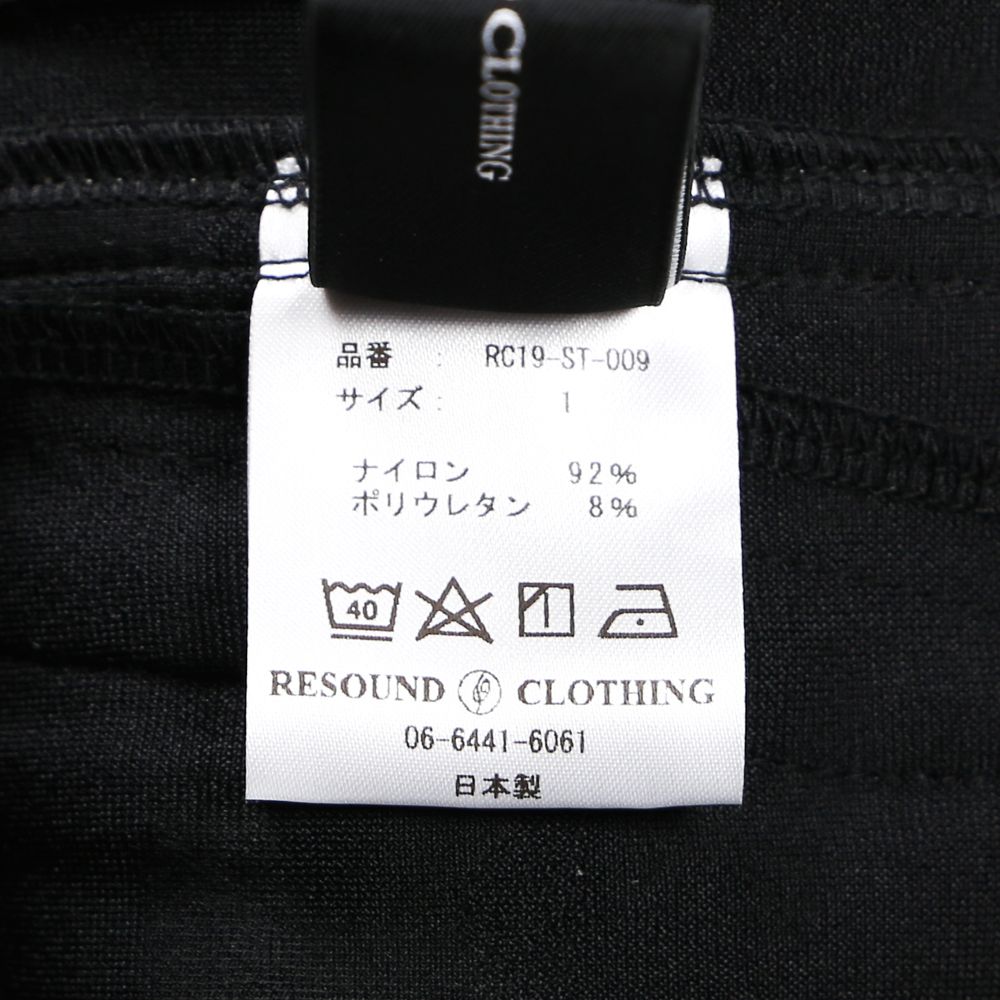 CLOTHING
品番 : RC19-ST-009
サイズ: 1
ナイロン 92%
ポリウレタン 8%
40
RESOUND CLOTHING
06-6441-6061
日本製